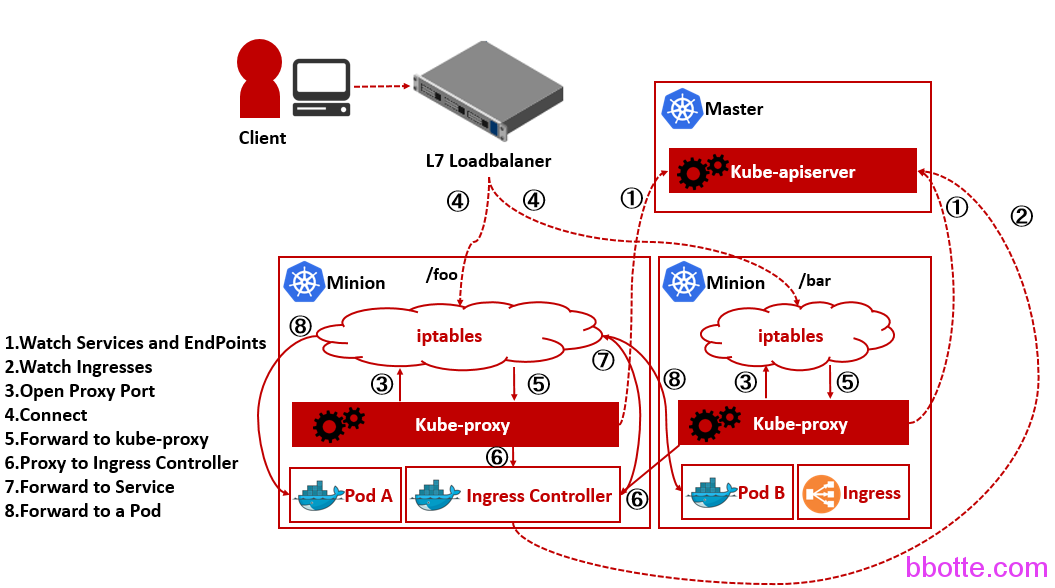 Client
L7 Loadbalaner
Master
Kube-apiserver
④
④
①
①
②
Minion
/foo
Minion
/bar
iptables
iptables
⑧
⑦
③
⑤
⑧
③
⑤
1.Watch Services and EndPoints
2.Watch Ingresses
3.Open Proxy Port
4.Connect
5.Forward to kube-proxy
6.Proxy to Ingress Controller
7.Forward to Service
8.Forward to a Pod
Kube-proxy
Kube-proxy
⑥
⑥
Pod A
Ingress Controller
Pod B
Ingress
bbotte.com